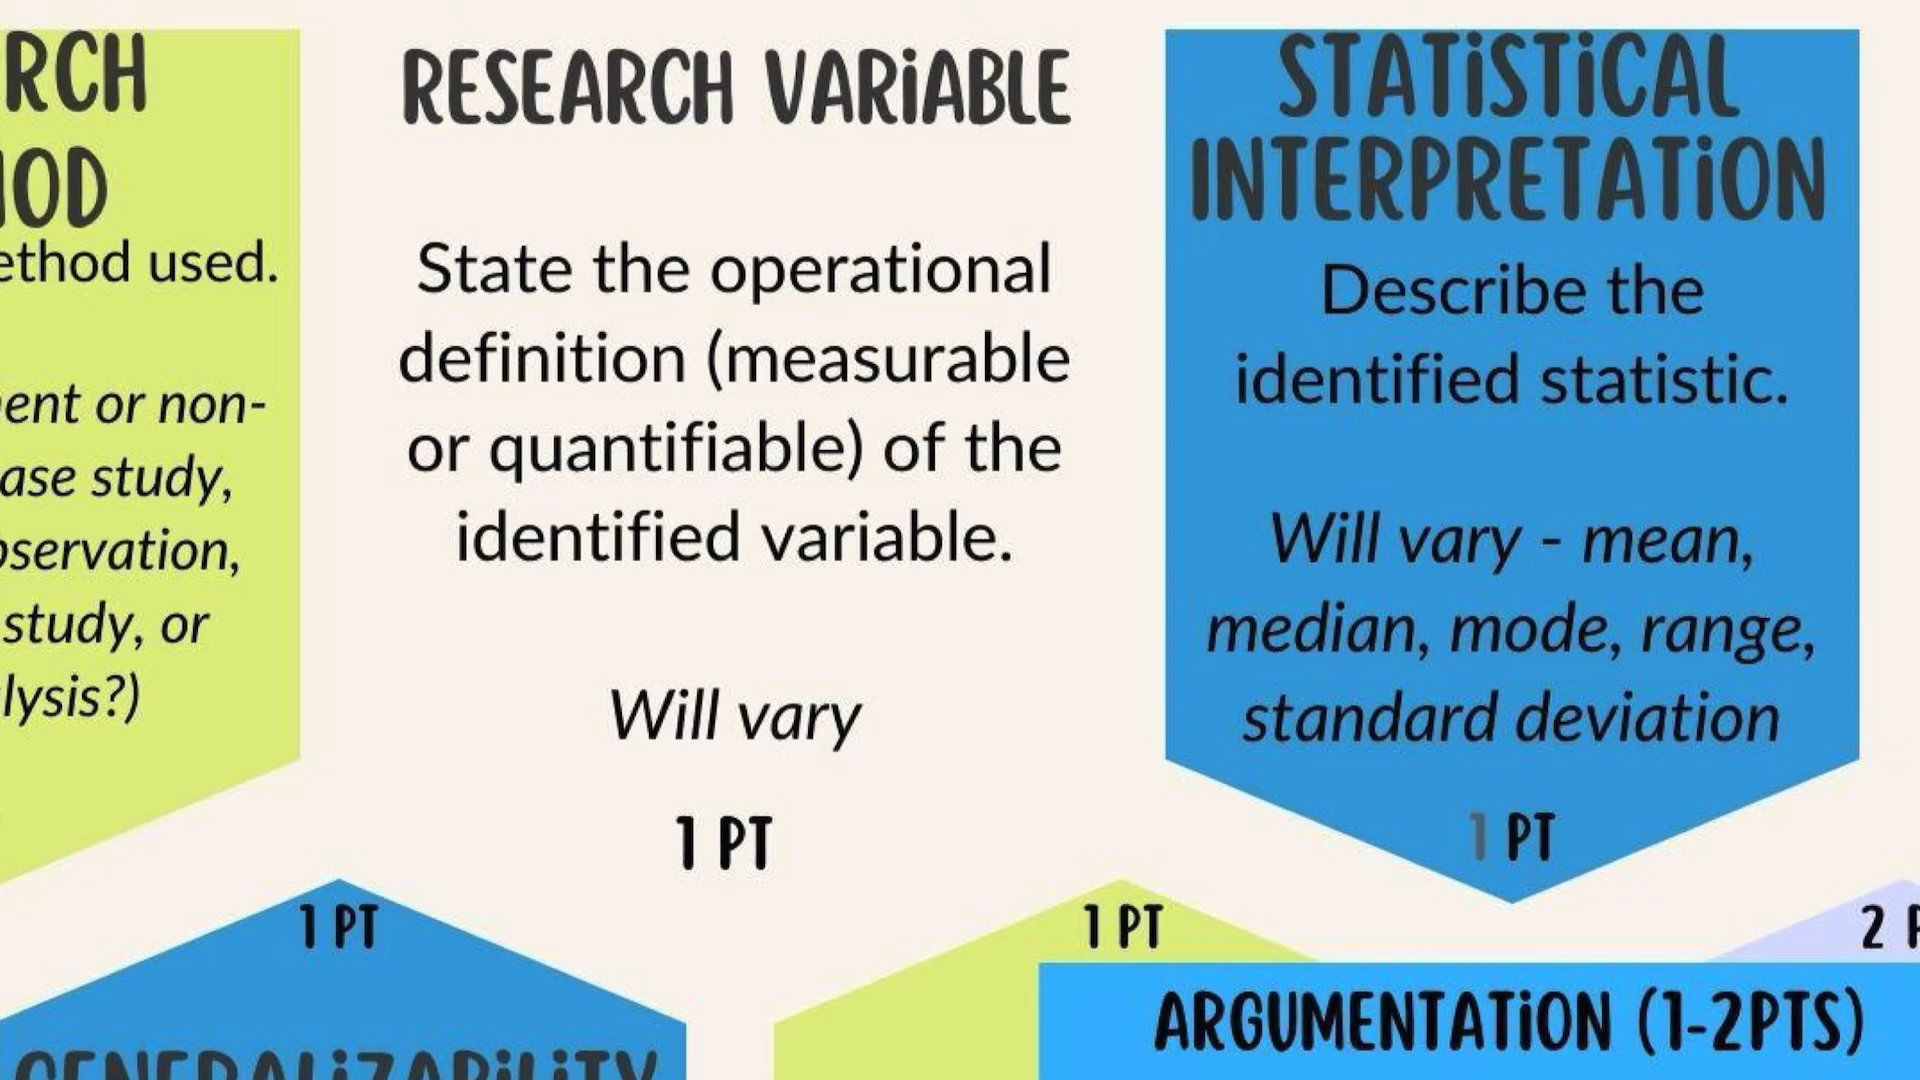 RCH
OD
ethod used.
ent or non-
ase study,
servation,
study, or
lysis?)
RESEARCH VARiABLE
State the operational
definition (measurable
or quantifiable) of the
identified variable.
Will vary
1 PT
STATiSTiCAL
INTERPRETATiON
Describe the
identified statistic.
Will vary - mean,
median, mode, range,
standard deviation
1 PT
1 PT
GENERALiZABiLiTY
1 PT
2 P
ARGUMENTATiON (1-2PTS)